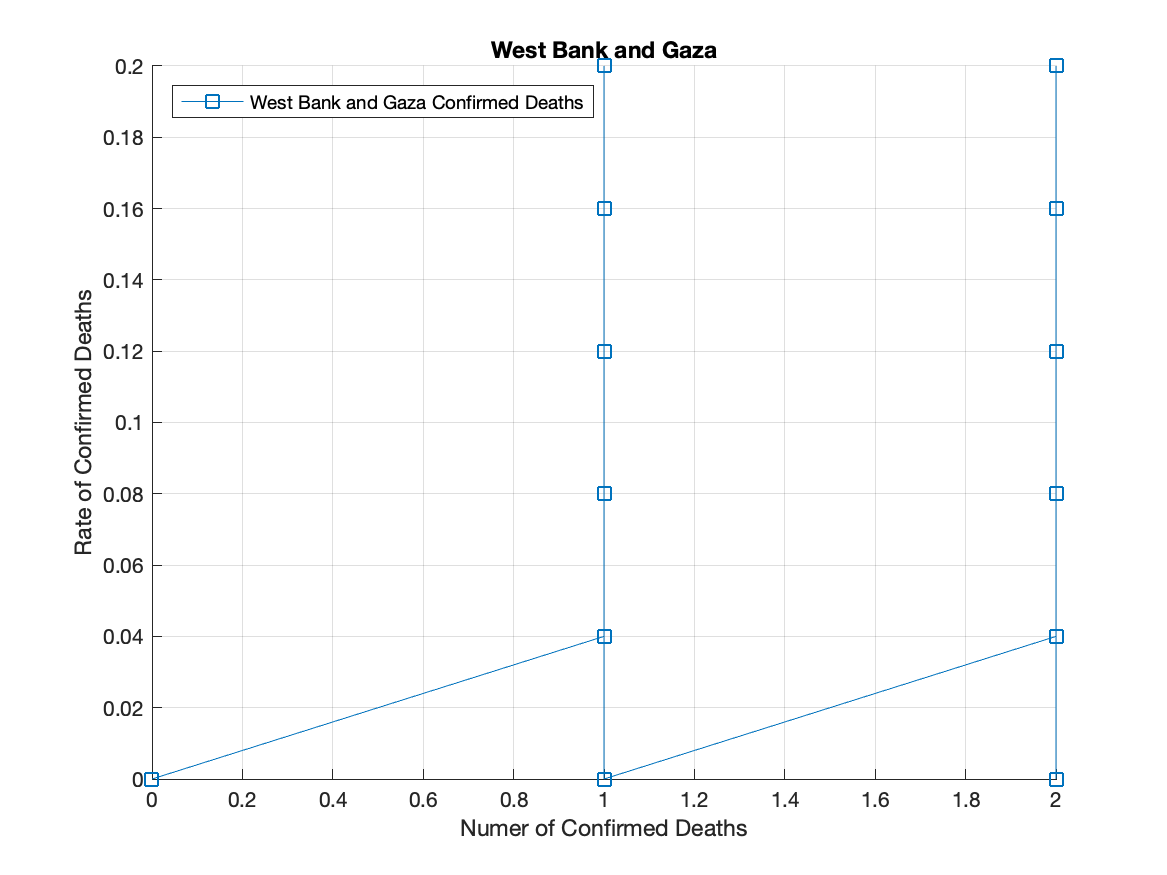 West Bank and Gaza
West Bank and Gaza Confirmed Deaths
Rate of Confirmed Deaths
0.2
0.18
0.16
0.14
0.12
0.1
0.08
0.06
0.04
0.02
0
0 0.2 0.4 0.6 0.8 1 1.2 1.4 1.6 1.8 2
Numer of Confirmed Deaths